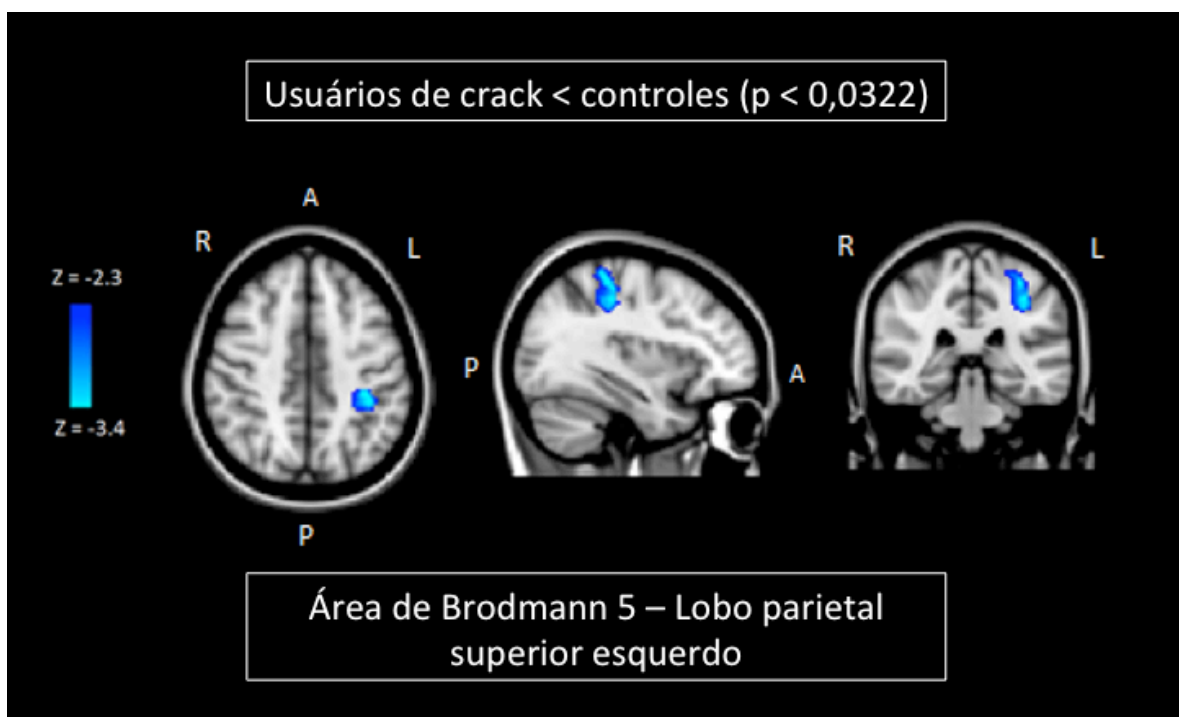 Usuários de crack < controles (p < 0,0322)
A
R
L
R
L
Z = -2.3
P
A
Z = -3.4
P
Área de Brodmann 5 – Lobo parietal
superior esquerdo